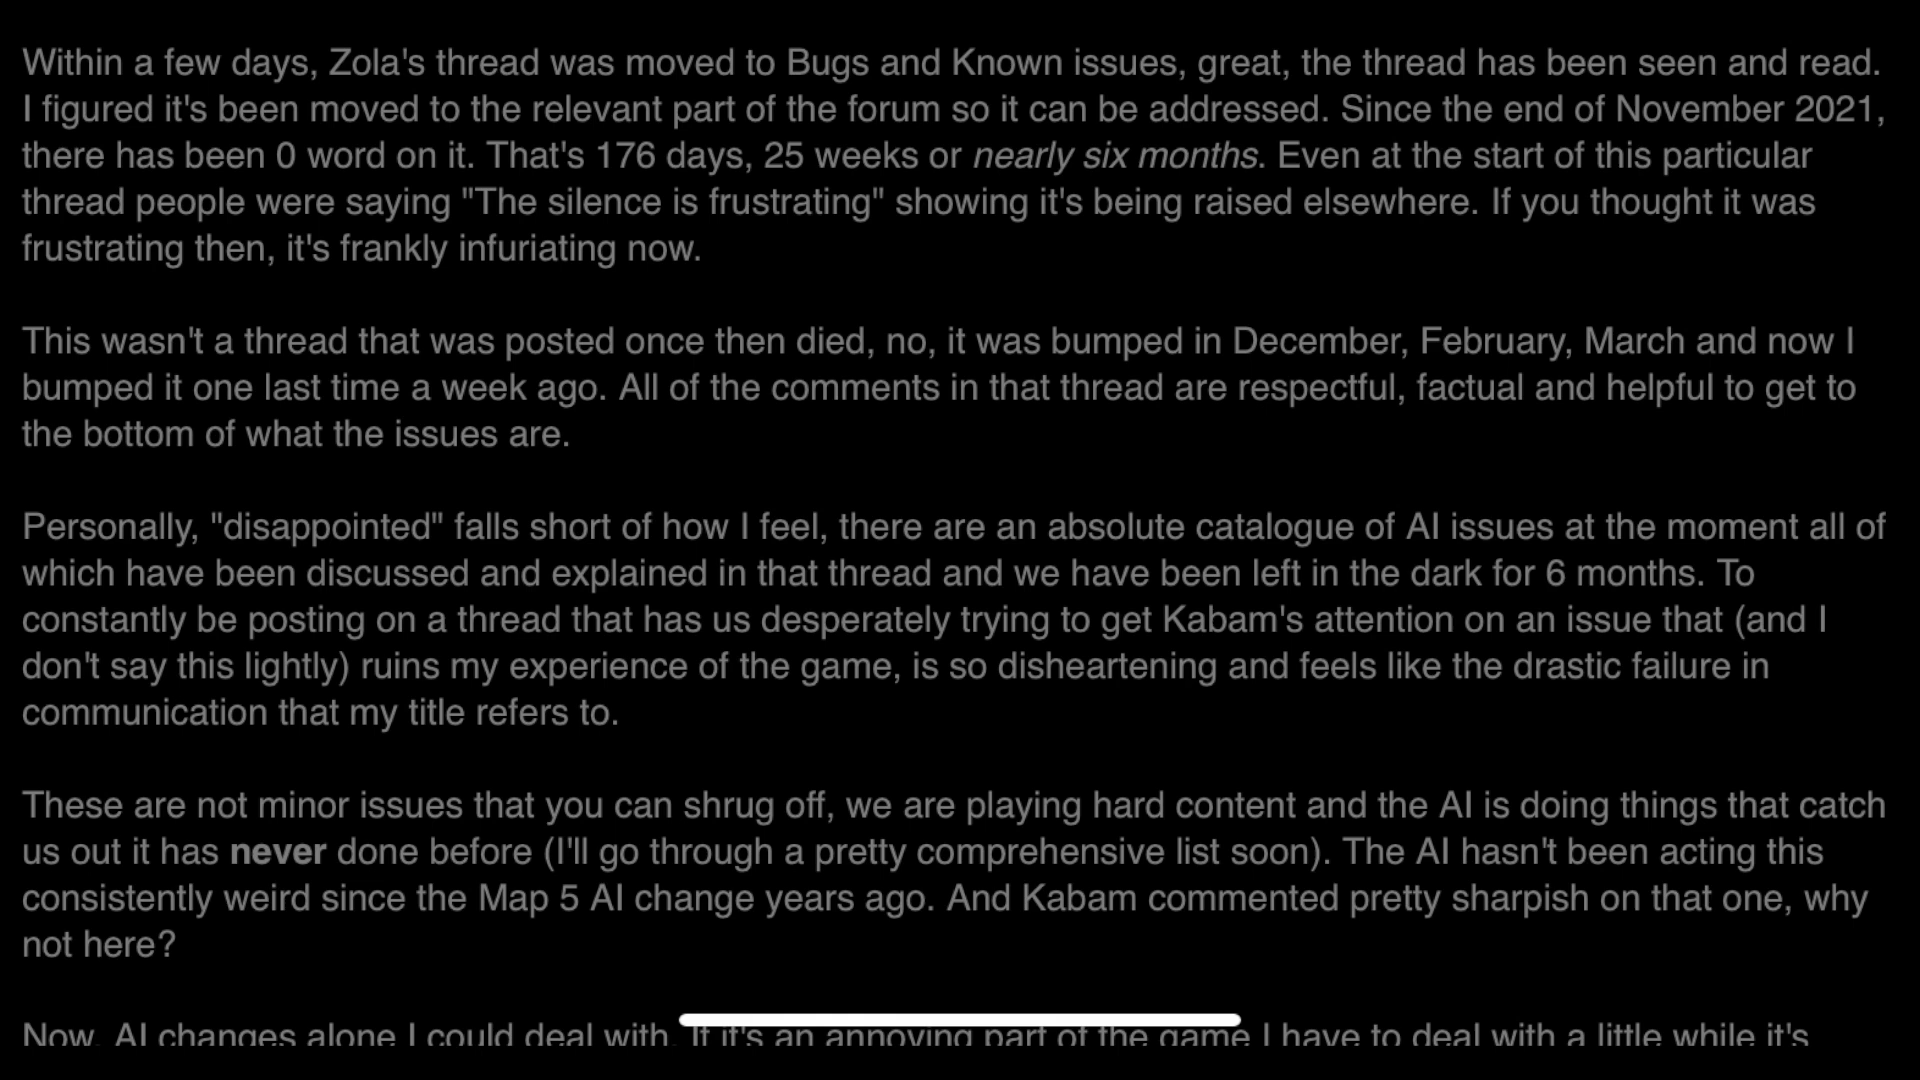 Within a few days, Zola's thread was moved to Bugs and Known issues, great, the thread has been seen and read.
I figured it's been moved to the relevant part of the forum so it can be addressed. Since the end of November 2021,
there has been 0 word on it. That's 176 days, 25 weeks or nearly six months. Even at the start of this particular
thread people were saying "The silence is frustrating" showing it's being raised elsewhere. If you thought it was
frustrating then, it's frankly infuriating now.
This wasn't a thread that was posted once then died, no, it was bumped in December, February, March and now I
bumped it one last time a week ago. All of the comments in that thread are respectful, factual and helpful to get to
the bottom of what the issues are.
Personally, "disappointed" falls short of how I feel, there are an absolute catalogue of AI issues at the moment all of
which have been discussed and explained in that thread and we have been left in the dark for 6 months. To
constantly be posting on a thread that has us desperately trying to get Kabam's attention on an issue that (and I
don't say this lightly) ruins my experience of the game, is so disheartening and feels like the drastic failure in
communication that my title refers to.
These are not minor issues that you can shrug off, we are playing hard content and the AI is doing things that catch
us out it has never done before (I'll go through a pretty comprehensive list soon). The AI hasn't been acting this
consistently weird since the Map 5 AI change years ago. And Kabam commented pretty sharpish on that one, why
not here?
Now, AI changes alone I could deal with. If it's an annoying part of the game I have to deal with a little while it's